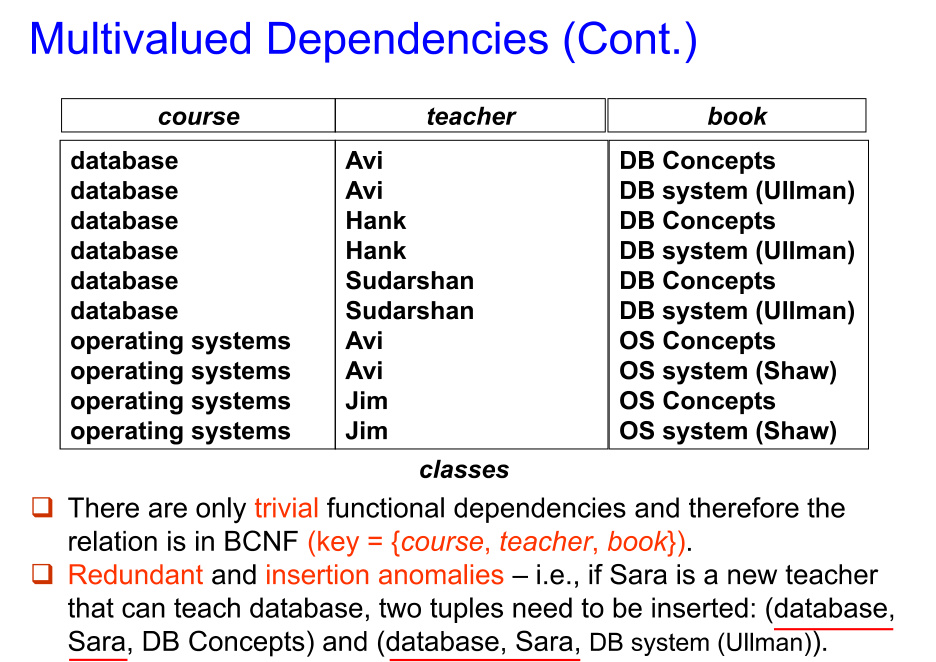 Multivalued Dependencies (Cont.)
course teacher book
database Avi DB Concepts
database Avi DB system (Ullman)
database Hank DB Concepts
database Hank DB system (Ullman)
database Sudarshan DB Concepts
database Sudarshan DB system (Ullman)
operating systems Avi OS Concepts
operating systems Avi OS system (Shaw)
operating systems Jim OS Concepts
operating systems Jim OS system (Shaw)
classes
There are only trivial functional dependencies and therefore the
relation is in BCNF (key = {course, teacher, book}).
Redundant and insertion anomalies – i.e., if Sara is a new teacher
that can teach database, two tuples need to be inserted: (database,
Sara, DB Concepts) and (database, Sara, DB system (Ullman)).